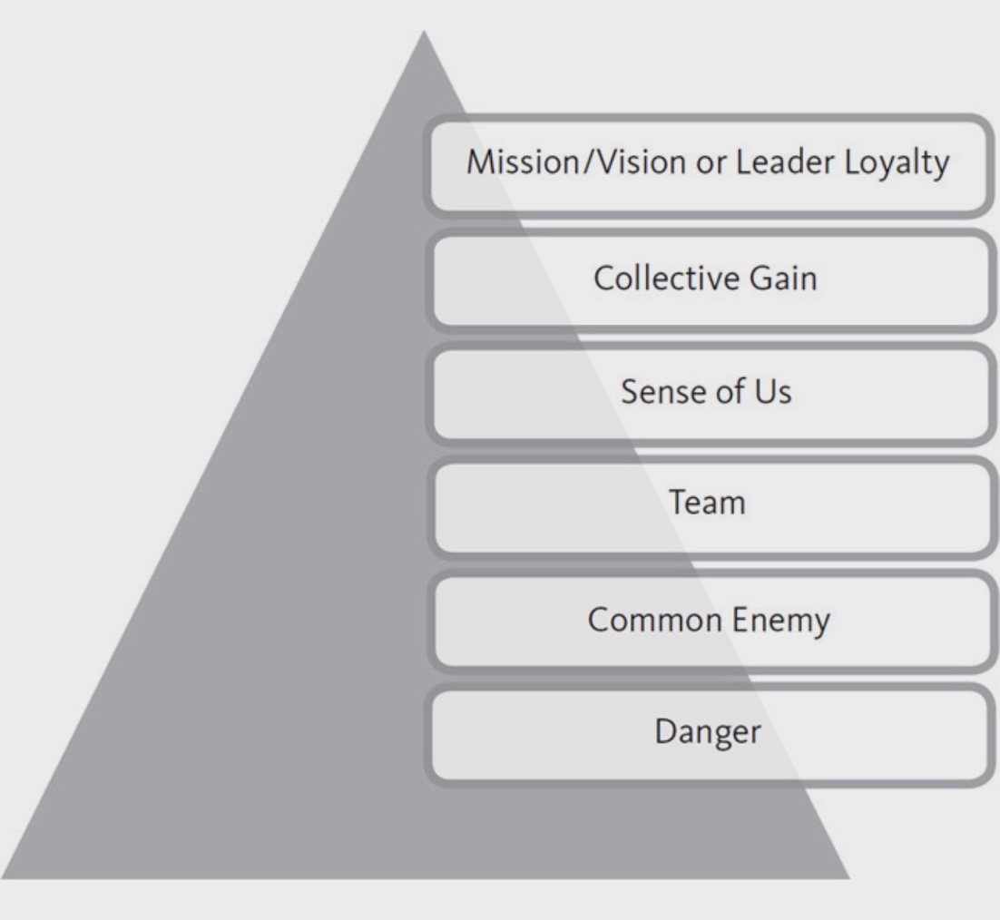 Mission/Vision or Leader Loyalty
Collective Gain
Sense of Us
Team
Common Enemy
Danger